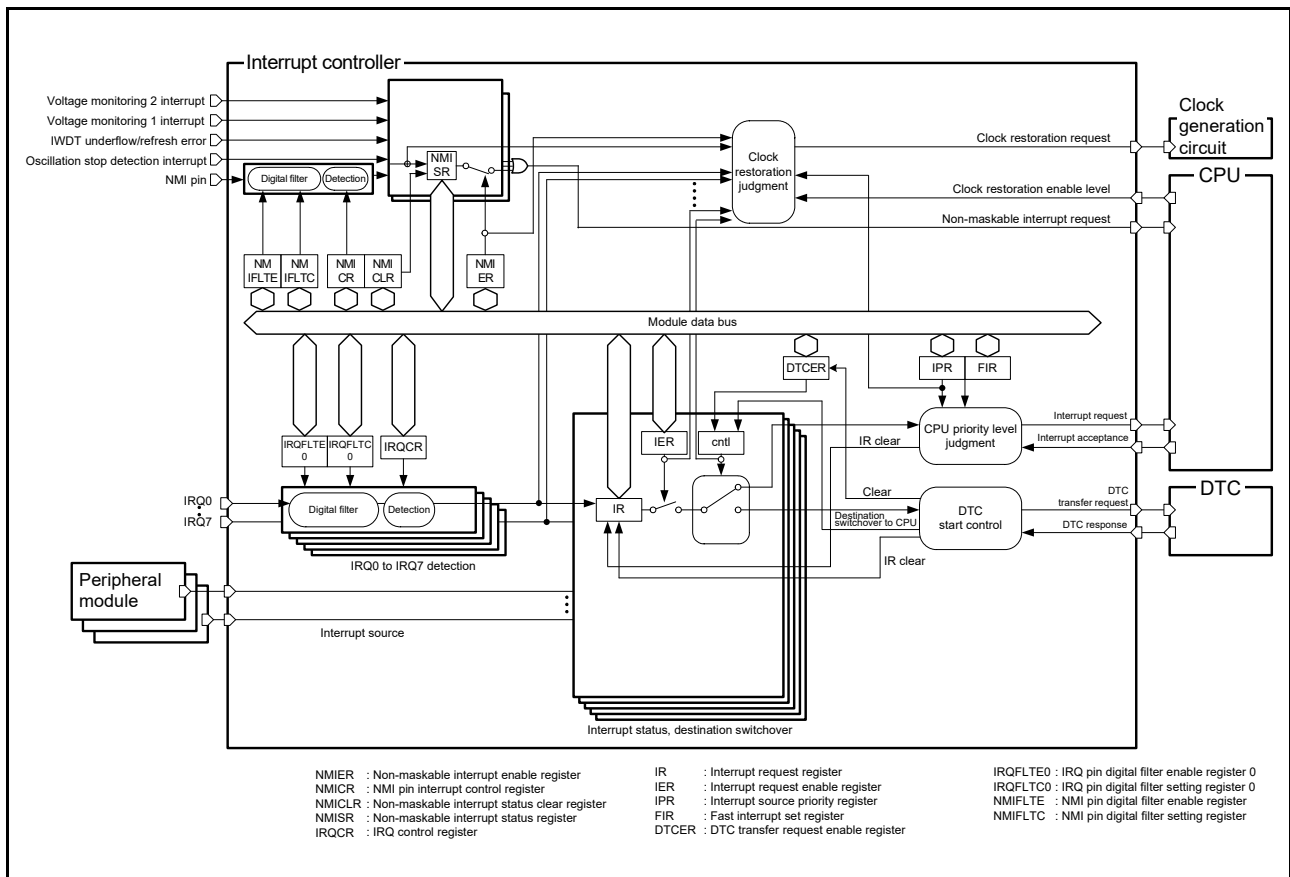 Interrupt controller
Voltage monitoring 2 interrupt
Voltage monitoring 1 interrupt
IWDT underflow/refresh error
Oscillation stop detection interrupt
NMI pin
Digital filter
Detection
NMI
SR
Clock
restoration
judgment
Clock restoration request
Clock restoration enable level
Non-maskable interrupt request
Clock
generation
circuit
CPU
NM
IFLTE
NM
IFLTC
NMI
CR
NMI
CLR
NMI
ER
Module data bus
DTCER
IPR
FIR
IRQFLTE
0
IRQFLTC
0
IRQCR
IER
cntl
CPU priority level
judgment
Interrupt request
Interrupt acceptance
IR clear
IRQ0
IRQ7
Digital filter
Detection
IR
Clear
Destination
switchover to CPU
DTC
start control
DTC
transfer request
DTC response
DTC
IR clear
IRQ0 to IRQ7 detection
Peripheral
module
Interrupt source
Interrupt status, destination switchover
NMIER : Non-maskable interrupt enable register
NMICR : NMI pin interrupt control register
NMICLR : Non-maskable interrupt status clear register
NMISR : Non-maskable interrupt status register
IRQCR : IRQ control register
IR : Interrupt request register
IER : Interrupt request enable register
IPR : Interrupt source priority register
FIR : Fast interrupt set register
DTCER : DTC transfer request enable register
IRQFLTE0 : IRQ pin digital filter enable register 0
IRQFLTC0 : IRQ pin digital filter setting register 0
NMIFLTE : NMI pin digital filter enable register
NMIFLTC : NMI pin digital filter setting register